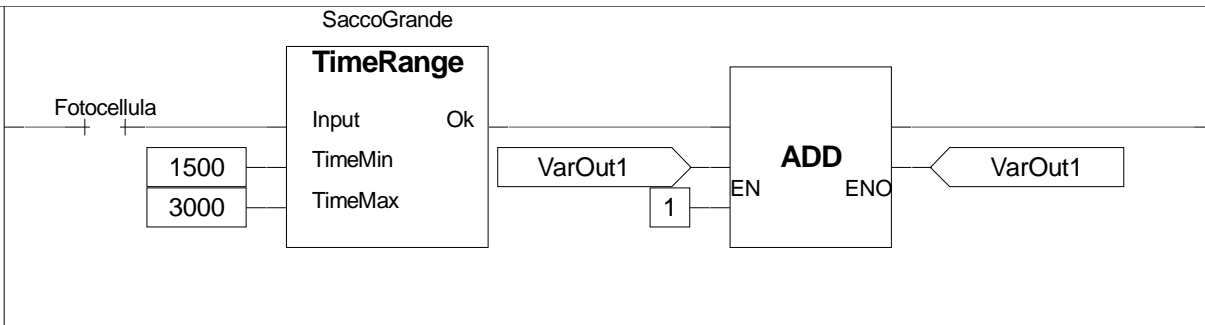 SaccoGrande
TimeRange
Fotocellula
Input Ok
1500 TimeMin VarOut1 ADD VarOut1
EN ENO
3000 TimeMax 1